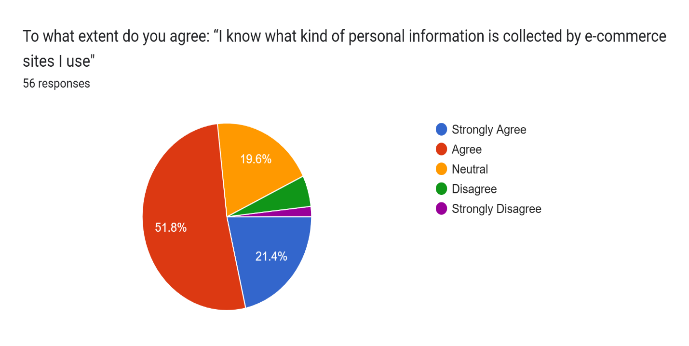 To what extent do you agree: “I know what kind of personal information is collected by e-commerce
sites I use"
56 responses
Strongly Agree
Agree
Neutral
Disagree
Strongly Disagree
19.6%
51.8%
21.4%